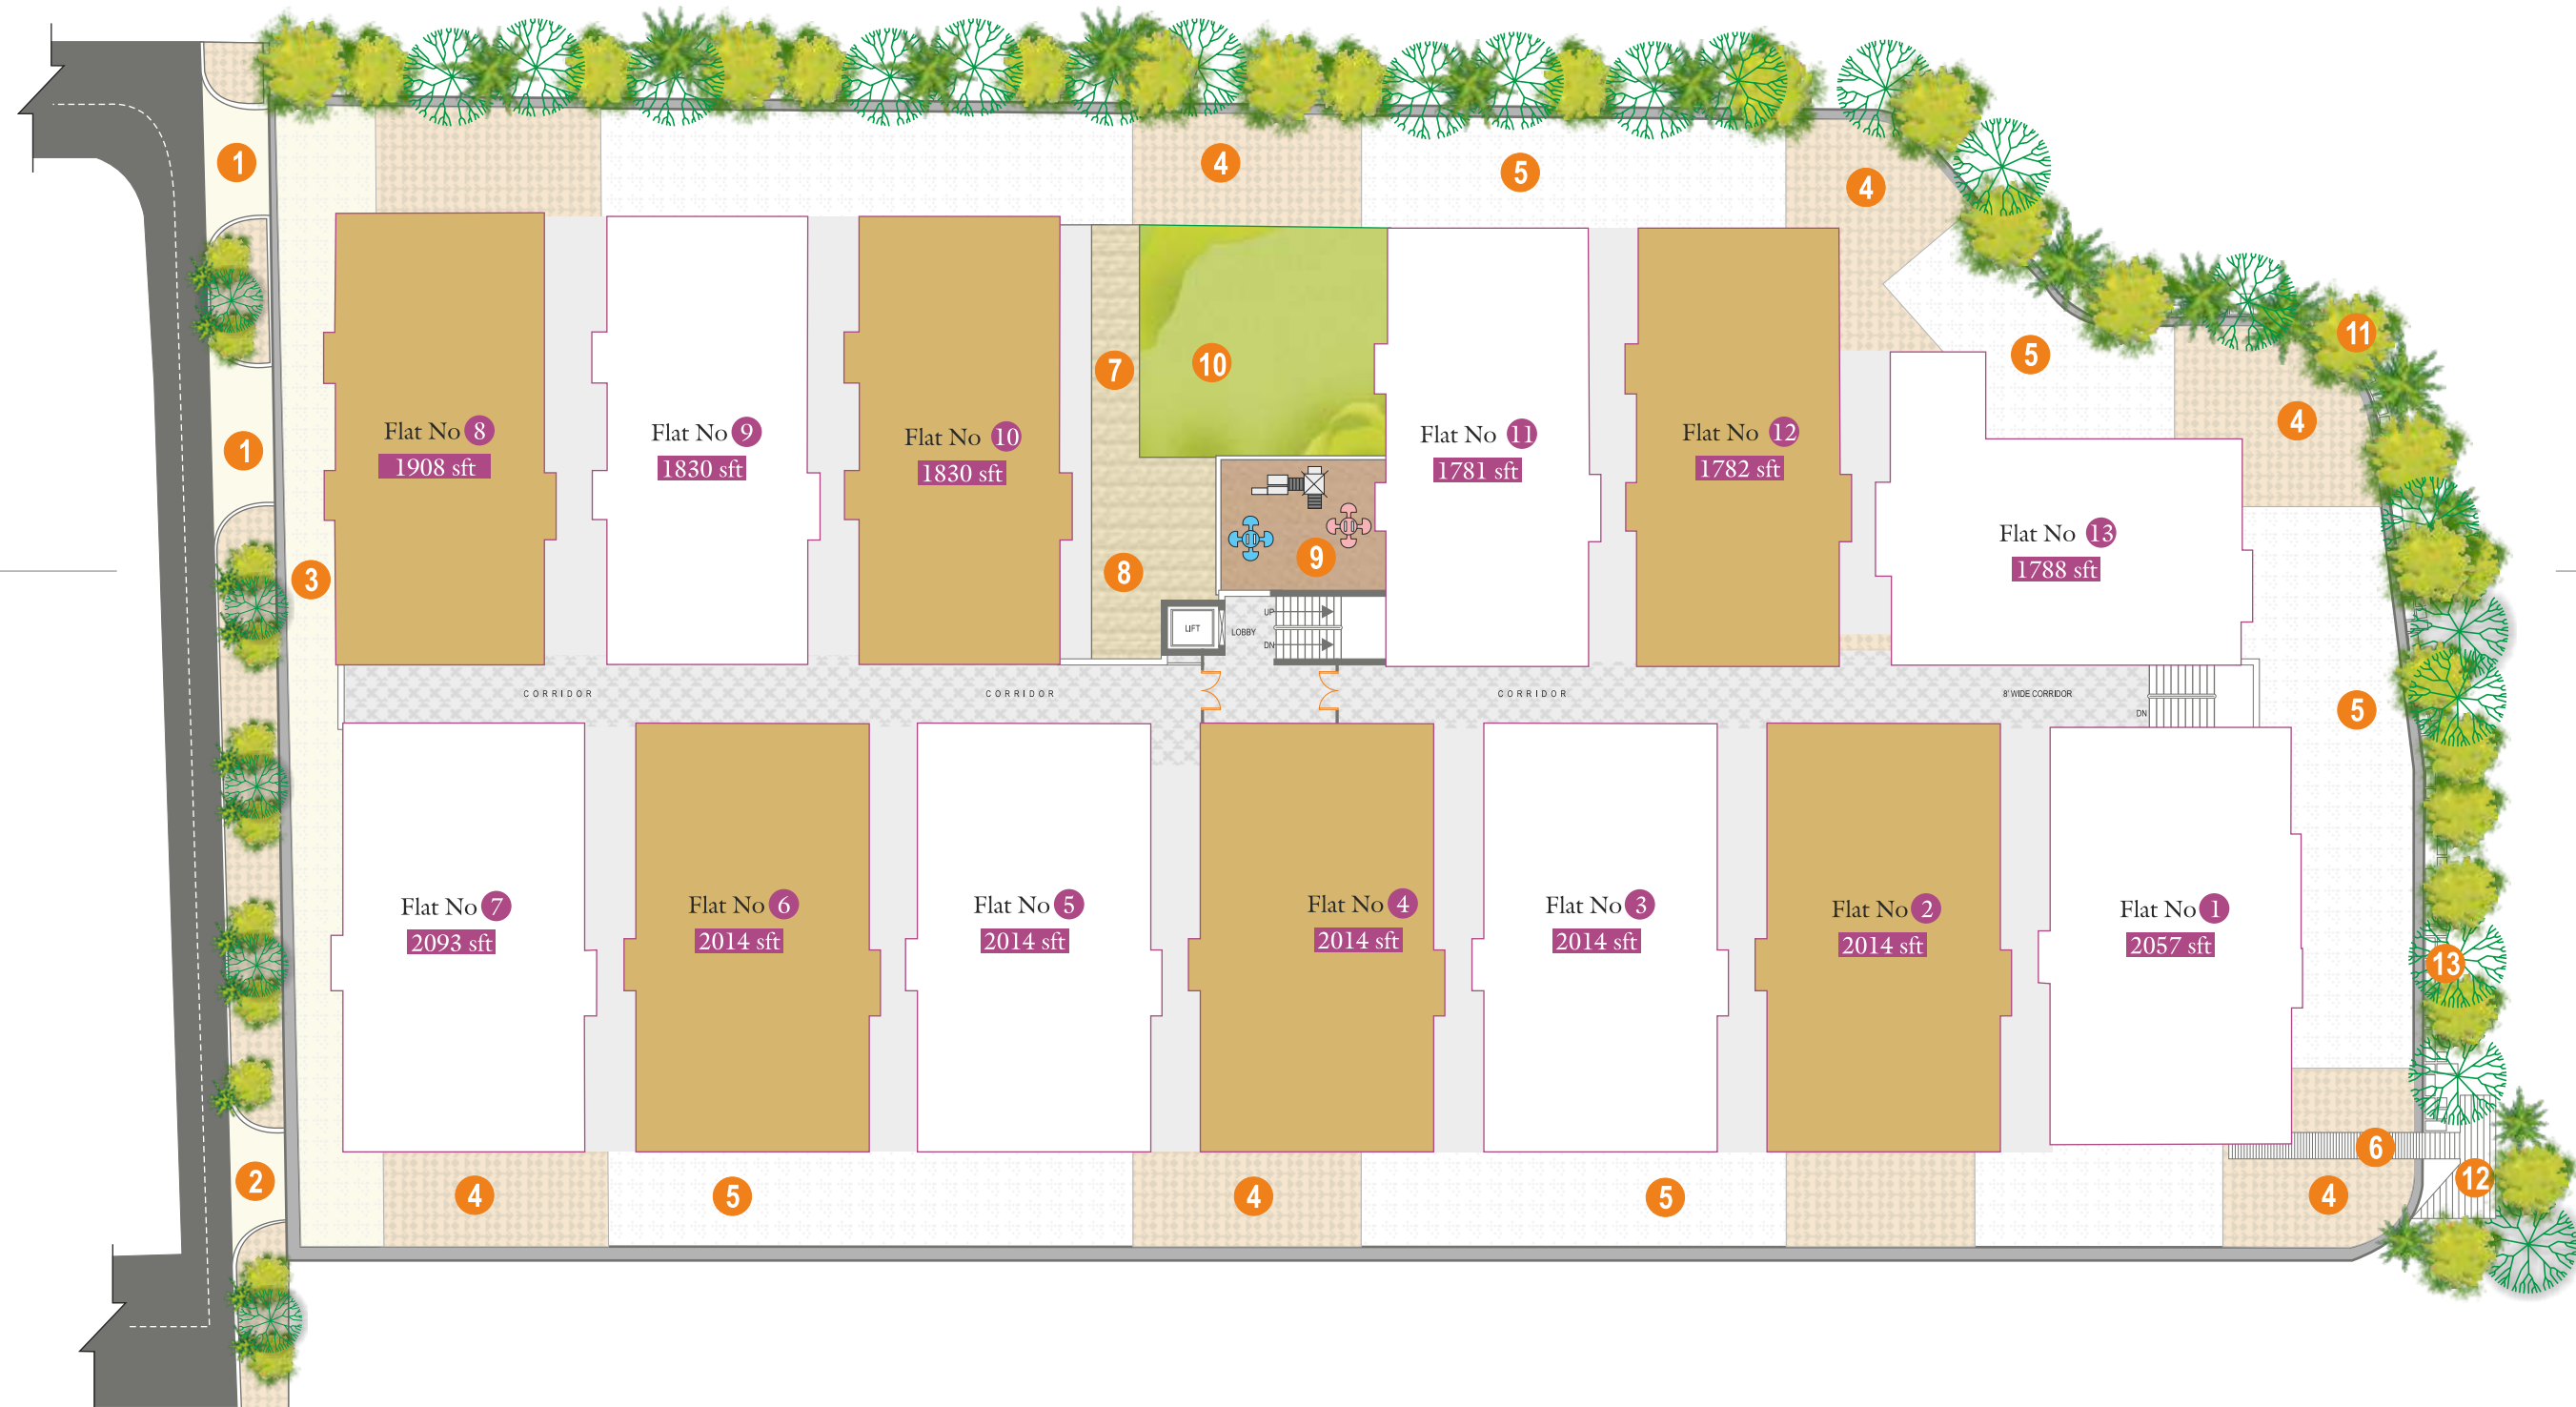 1
4
5
4
11
5
4
7
10
Flat No 8
1908 sft
Flat No 9
1830 sft
Flat No 10
1830 sft
Flat No 11
1781 sft
Flat No 12
1782 sft
1
3
8
9
Flat No 13
1788 sft
LIFT
LOBBY
UP
DN
CORRIDOR
CORRIDOR
CORRIDOR
8' WIDE CORRIDOR
DN
5
Flat No 7
2093 sft
Flat No 6
2014 sft
Flat No 5
2014 sft
Flat No 4
2014 sft
Flat No 3
2014 sft
Flat No 2
2014 sft
Flat No 1
2057 sft
13
6
2
4
5
4
5
4
12